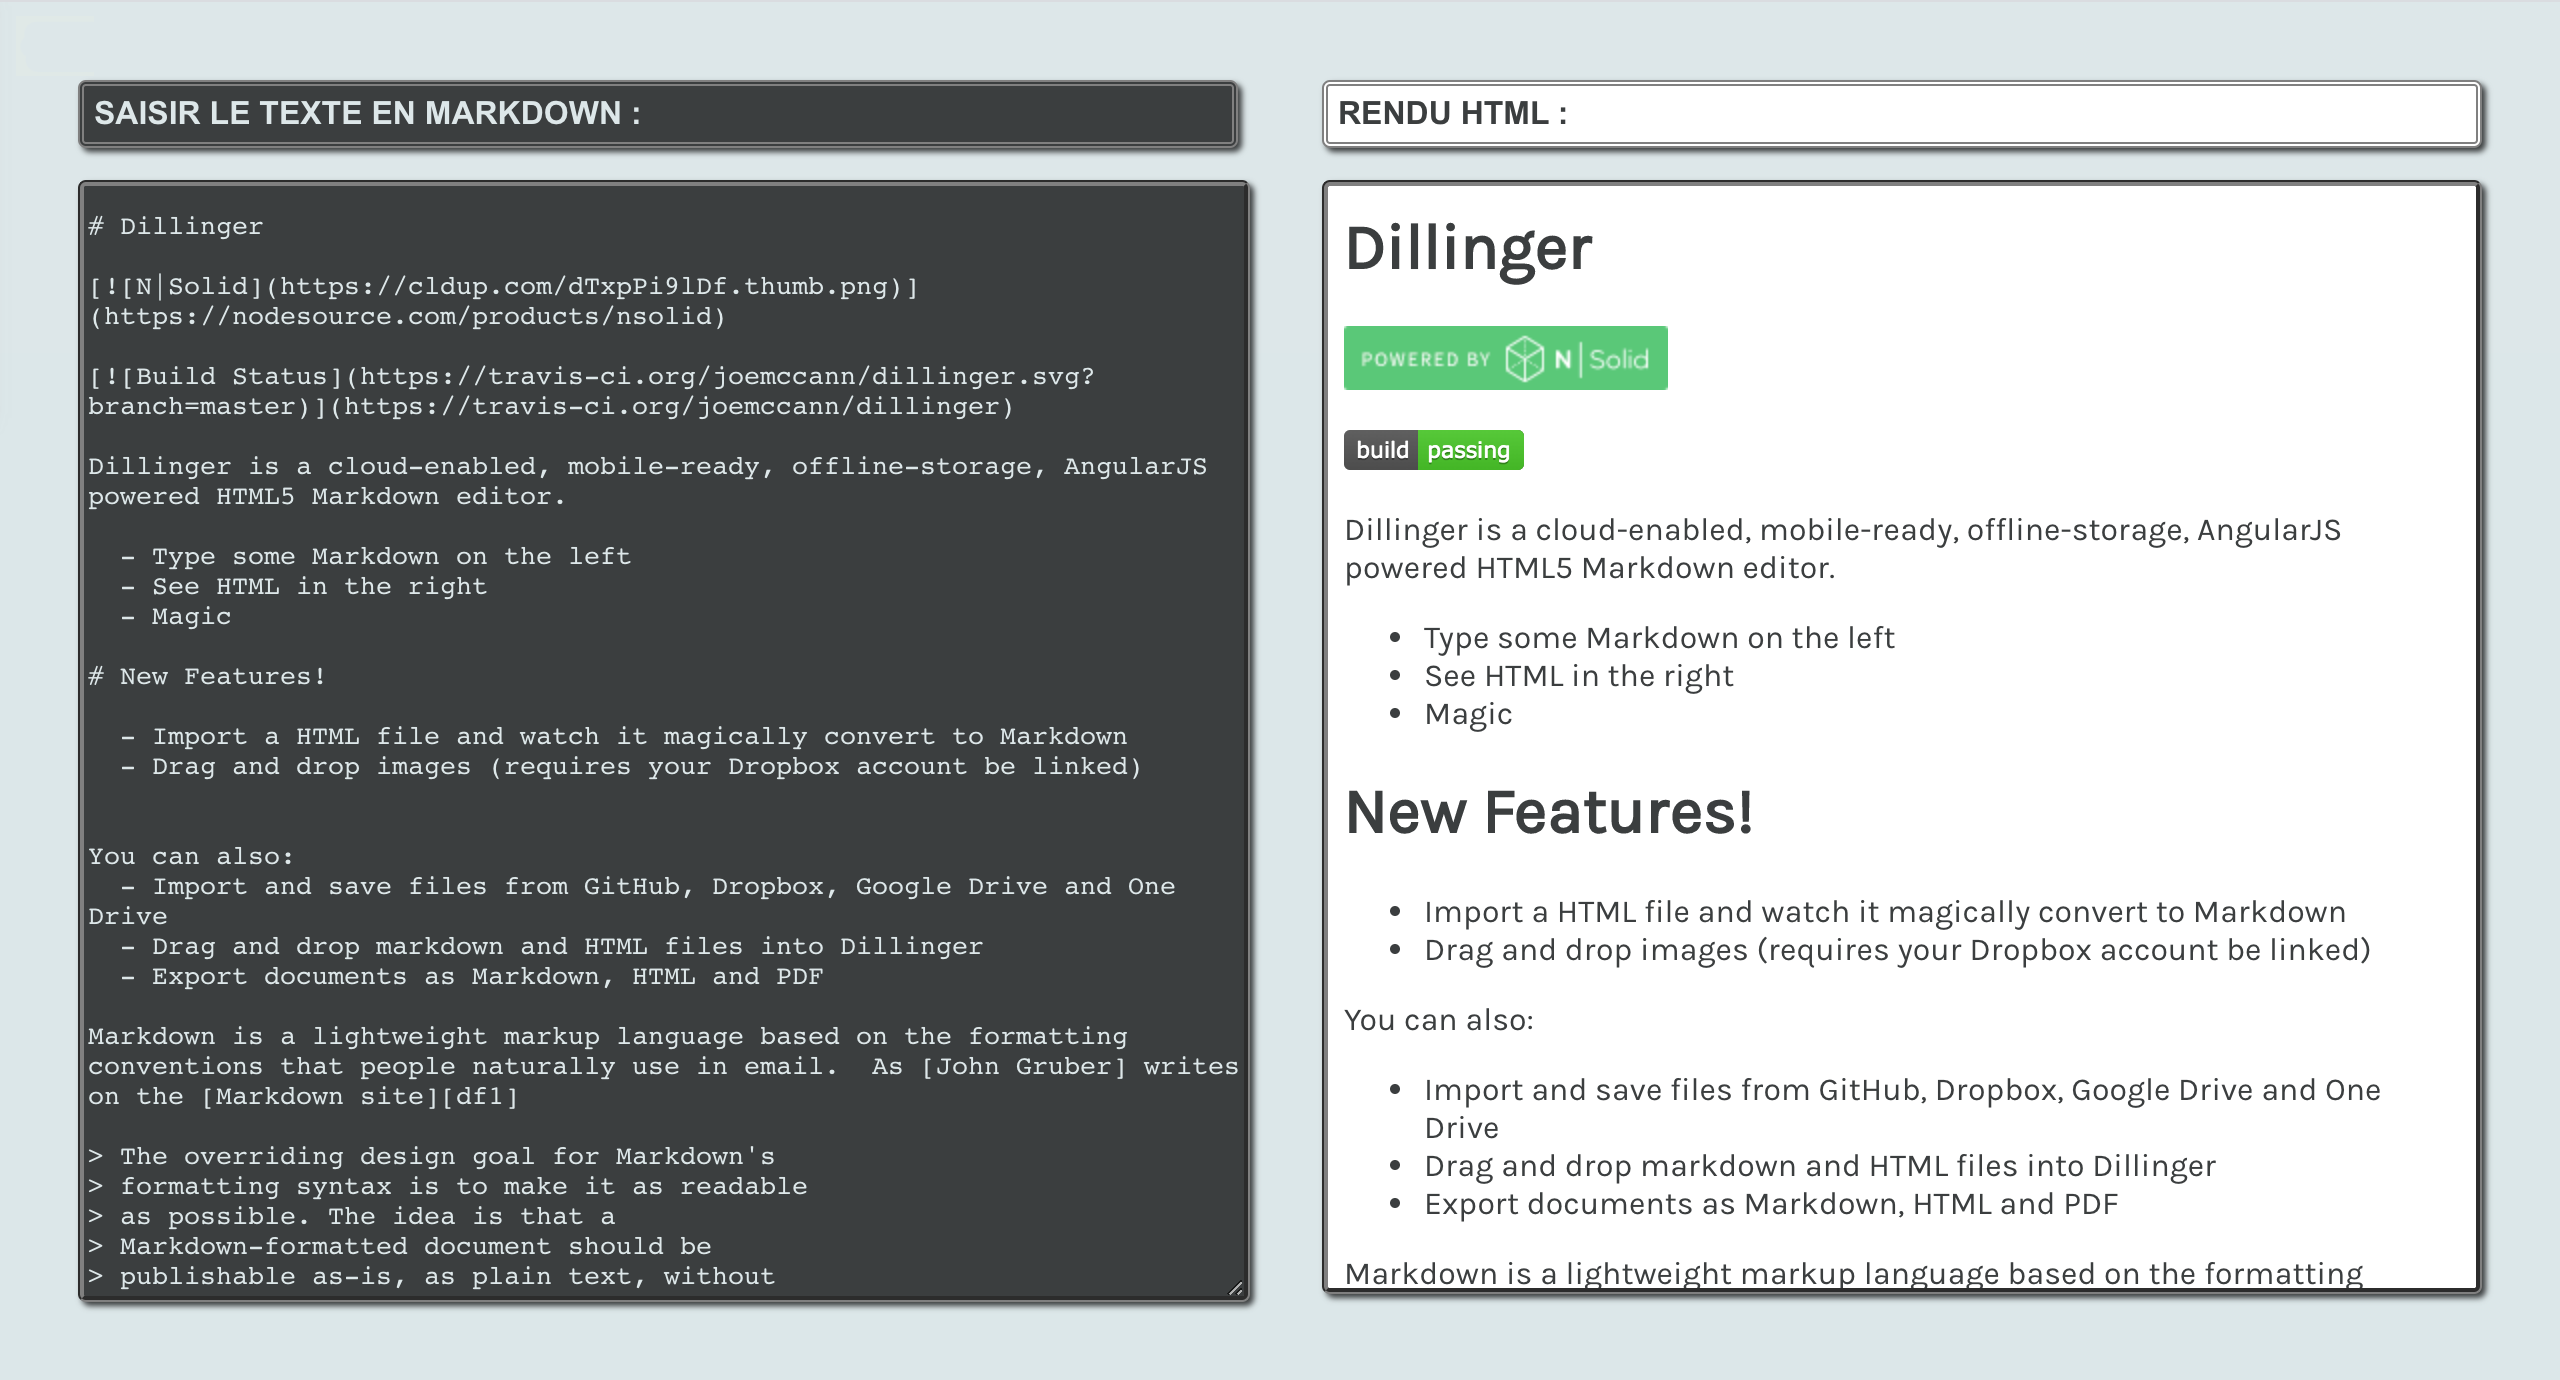 SAISIR LE TEXTE EN MARKDOWN :
# Dillinger
[![N|Solid](https://cldup.com/dTxpPi9lDf.thumb.png)]
(https://nodesource.com/products/nsolid)
[![Build Status](https://travis-ci.org/joemccann/dillinger.svg?
branch=master)](https://travis-ci.org/joemccann/dillinger)
Dillinger is a cloud-enabled, mobile-ready, offline-storage, AngularJS
powered HTML5 Markdown editor.
- Type some Markdown on the left
- See HTML in the right
- Magic
# New Features!
- Import a HTML file and watch it magically convert to Markdown
- Drag and drop images (requires your Dropbox account be linked)
You can also:
- Import and save files from GitHub, Dropbox, Google Drive and One
Drive
- Drag and drop markdown and HTML files into Dillinger
- Export documents as Markdown, HTML and PDF
Markdown is a lightweight markup language based on the formatting
conventions that people naturally use in email.  As [John Gruber] writes
on the [Markdown site][df1]
> The overriding design goal for Markdown's
> formatting syntax is to make it as readable
> as possible. The idea is that a
> Markdown-formatted document should be
> publishable as-is, as plain text, without
RENDU HTML :
Dillinger
POWERED BY N|Solid
build passing
Dillinger is a cloud-enabled, mobile-ready, offline-storage, AngularJS
powered HTML5 Markdown editor.
• Type some Markdown on the left
• See HTML in the right
• Magic
New Features!
• Import a HTML file and watch it magically convert to Markdown
• Drag and drop images (requires your Dropbox account be linked)
You can also:
• Import and save files from GitHub, Dropbox, Google Drive and One
Drive
• Drag and drop markdown and HTML files into Dillinger
• Export documents as Markdown, HTML and PDF
Markdown is a lightweight markup language based on the formatting